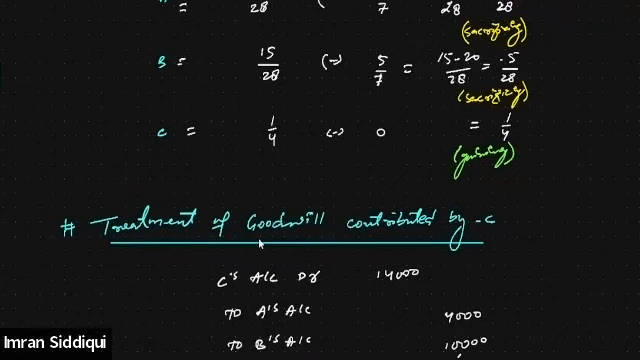 = 28 ( 7 28 28
(sacrificing)
B = 15/28 (-) 5/7 = 15-20/28 = -5/28
(sacrificing)
C = 1/4 (-) 0 = 1/4
(gaining)
# Treatment of Goodwill contributed by -C
C's A/C Dr 14000
TO A's A/C 4000
TO B's A/C 10000
Imran Siddiqui